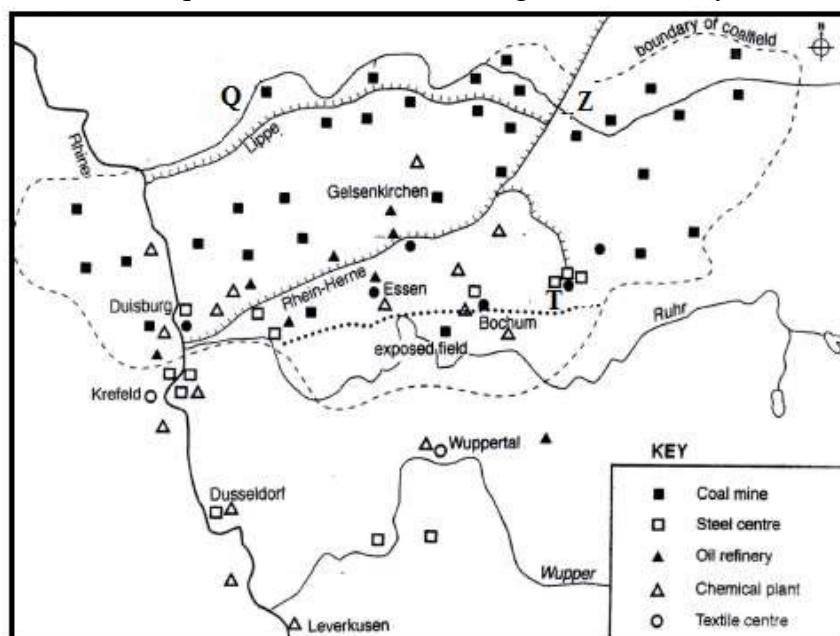 boundary of coalfield
N
Q
Z
Rhine
Lippe
Gelsenkirchen
Rhein-Herne
Essen
Duisburg
T
Bochum
Ruhr
exposed field
Krefeld
Wuppertal
KEY
Coal mine
Dusseldorf
Steel centre
Oil refinery
Wupper
Chemical plant
Leverkusen
Textile centre